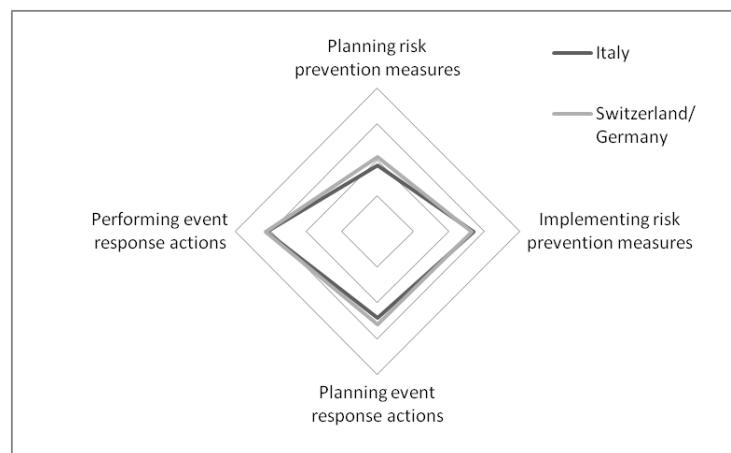 Planning risk
prevention measures
Italy
Switzerland/
Germany
Performing event
response actions
Implementing risk
prevention measures
Planning event
response actions